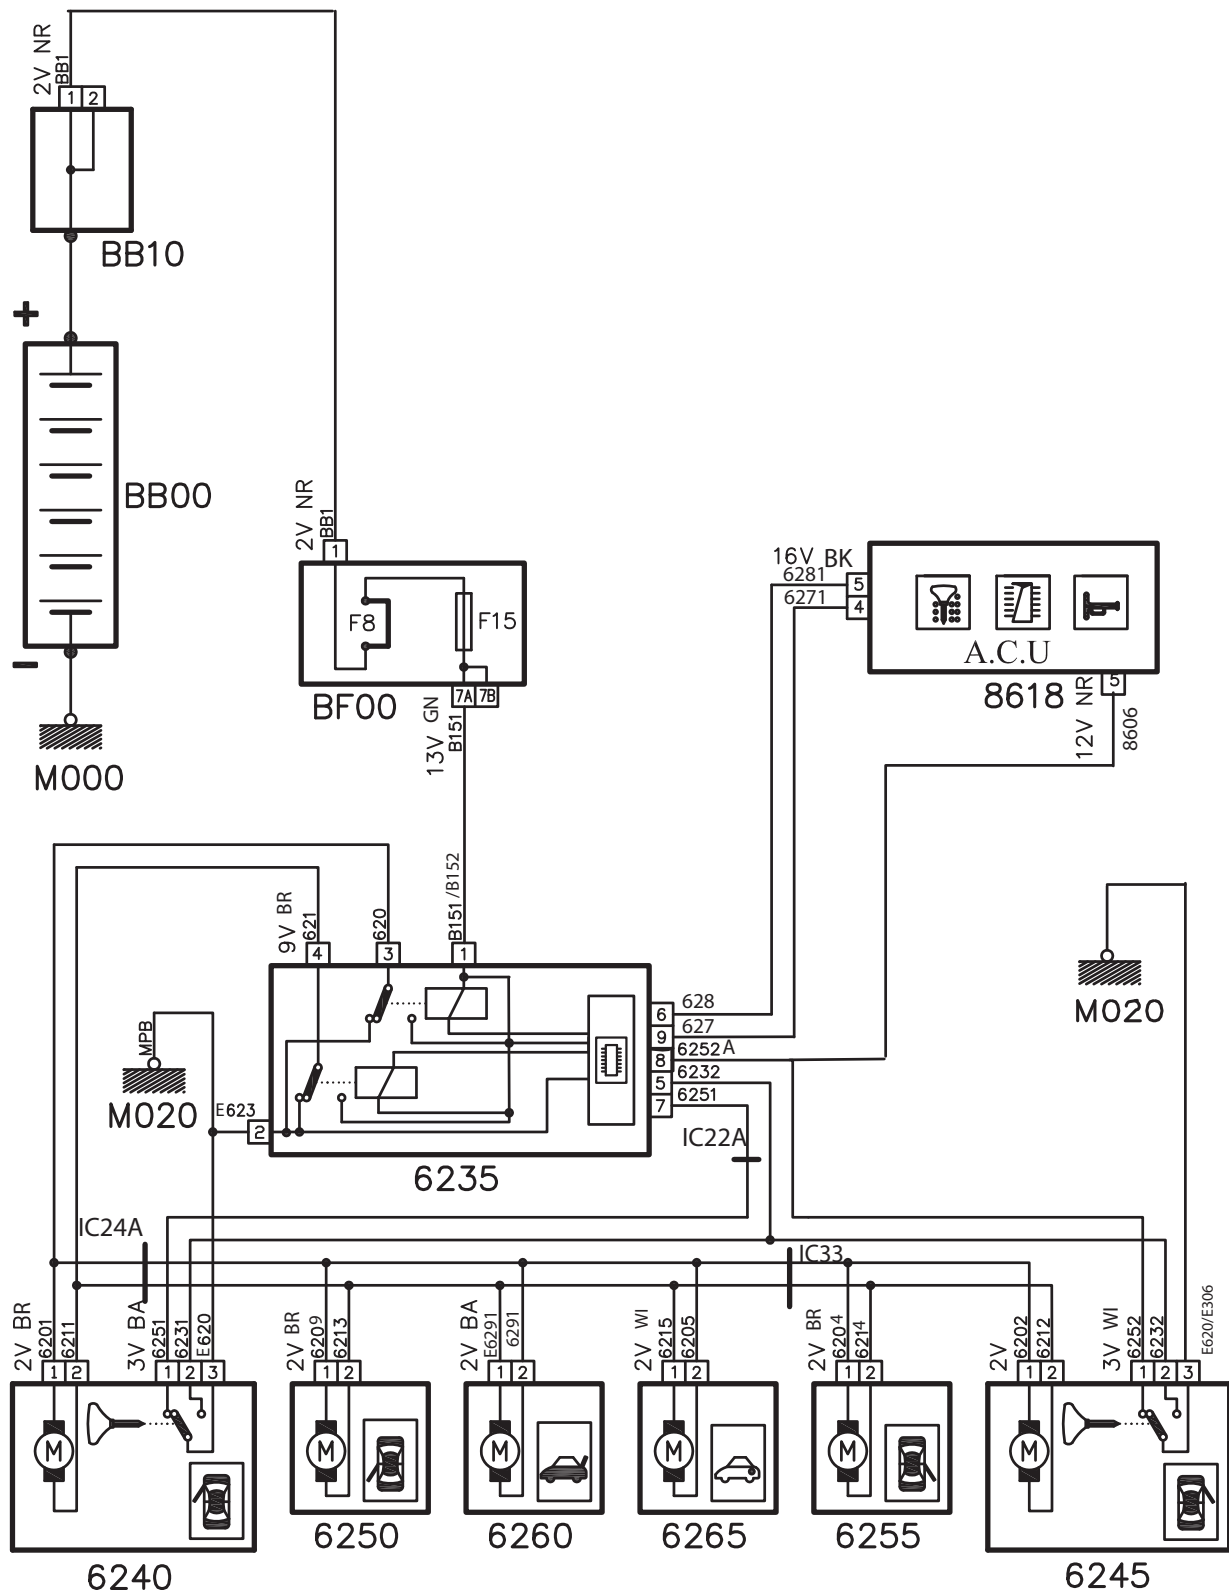 2V NR
BB1
1 2
BB10
+
BB00
-
M000
2V NR
BB1
1
F8
F15
BF00
7A 7B
13V GN
B151
16V BK
6281
5
6271
4
A.C.U
8618
5
12V NR
8606
9V BR
621
620
B151/B152
4
3
1
MPB
M020
E623
2
6235
6
628
9
627
8
6252A
5
6232
7
6251
IC22A
M020
IC24A
IC33
2V BR
6201
6211
3V BA
6251
6231
E620
2V BR
6209
6213
2V BA
E6291
6291
2V WI
6215
6205
2V BR
6204
6214
2V
6202
6212
3V WI
6252
6232
E620/E306
1 2
1 2 3
1 2
1 2
1 2
1 2
1 2
1 2 3
M
M
M
M
M
M
6240
6250
6260
6265
6255
6245